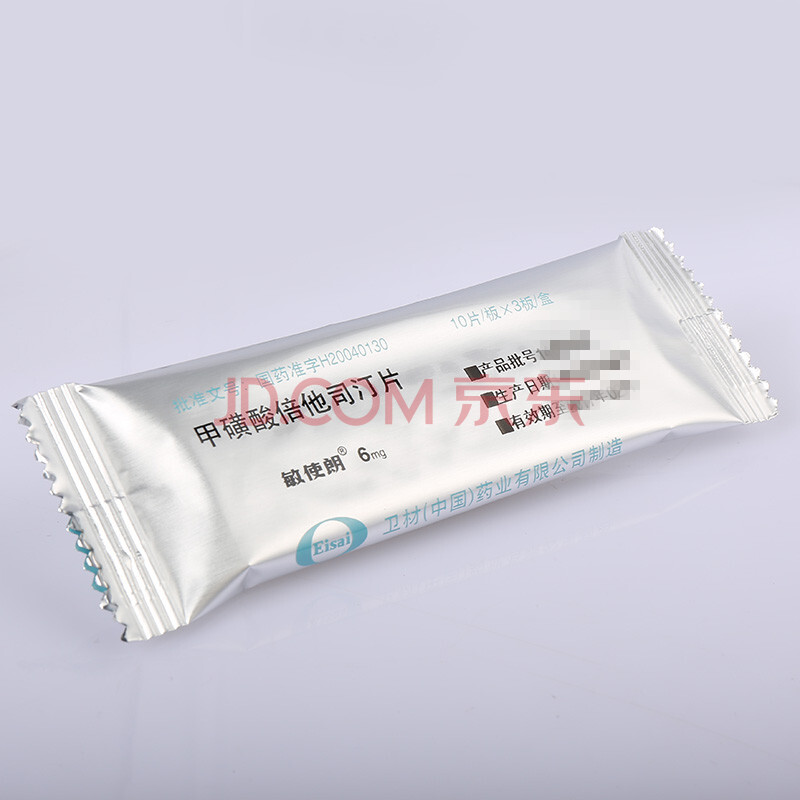 批准文号 国药准字H20040130
10片/板×3板/盒
甲磺酸倍他司汀片
敏使朗® 6mg
■产品批号
■生产日期
■有效期至
Eisai
卫材(中国)药业有限公司制造
JD.COM 京东